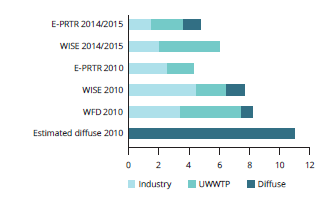 E-PRTR 2014/2015
WISE 2014/2015
E-PRTR 2010
WISE 2010
WFD 2010
Estimated diffuse 2010
0 2 4 6 8 10 12
Industry UWWTP Diffuse